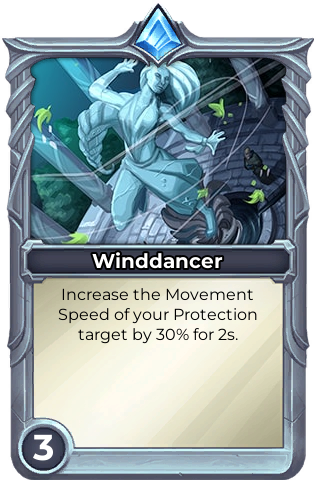 Winddancer
Increase the Movement
Speed of your Protection
target by 30% for 2s.
3